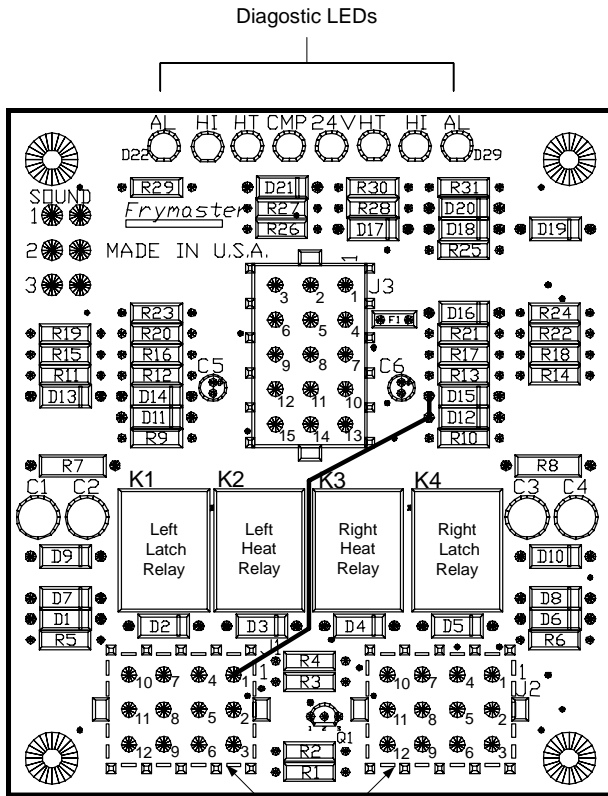 Diagostic LEDs
AL HI HT CMP 24V HT HI AL
D22 D29
SOUND
1
2
3
R29 D21 R30 R31
Frymaster R27 R28 D20
R26 D17 D18 D19
MADE IN U.S.A. R25
1
J3
3 2 1
6 5 4
9 8 7
12 11 10
15 14 13
F1
R23 D16 R24
R19 R20 R21 R22
R15 R16 R17 R18
R11 R12 C5 C6 R13 R14
D13 D14 D15
D11 D12
R9 R10
R7 R8
C1 C2 K1 K2 K3 K4 C3 C4
Left Latch Relay
Left Heat Relay
Right Heat Relay
Right Latch Relay
D9 D10
D7 D8
D1 D2 D3 D4 D5 D6
R5 R6
J1
1
10 7 4 1
11 8 5 2
12 9 6 3
R4
R3
Q1
1 2 3
R2
R1
1
J2
10 7 4 1
11 8 5 2
12 9 6 3